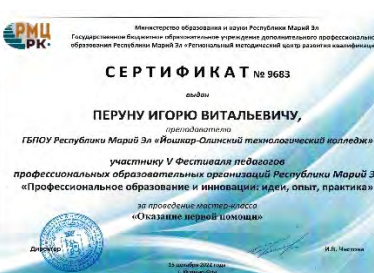 РМЦ
РК
Министерство образования и науки Республики Марий Эл
Государственное бюджетное образовательное учреждение дополнительного профессионального
образования Республики Марий Эл «Региональный методический центр развития квалификаций
СЕРТИФИКАТ № 9683
выдан
ПЕРУНУ ИГОРЮ ВИТАЛЬЕВИЧУ,
преподавателю
ГБПОУ Республики Марий Эл «Йошкар-Олинский технологический колледж»
участнику V Фестиваля педагогов
профессиональных образовательных организаций Республики Марий Э
«Профессиональное образование и инновации: идеи, опыт, практика»
за проведение мастер-класса
«Оказание первой помощи»
Директор
И.В. Чистова
2022 год